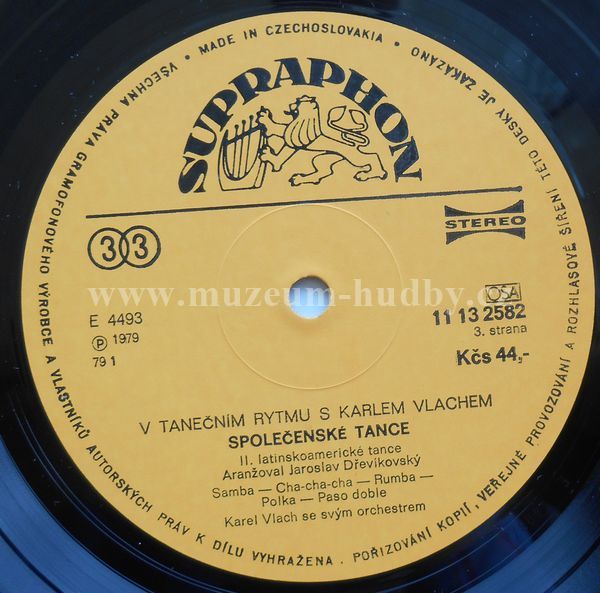 VŠECHNA PRÁVA GRAMOFONOVÉHO VÝROBCE A VLASTNÍKŮ AUTORSKÝCH PRÁV K DÍLU VYHRAŽENA. POŘIZOVÁNÍ KOPIÍ, VEŘEJNÉ PROVOZOVÁNÍ A ROZHLASOVÉ ŠÍŘENÍ TÉTO DESKY JE ZAKÁZÁNO
• MADE IN CZECHOSLOVAKIA •
SUPRAPHON
33
STEREO
www.muzeum-hudby.cz
E 4493
OSA
11 13 2582
℗ 1979
3. strana
79 1
Kčs 44,-
V TANEČNÍM RYTMU S KARLEM VLACHEM
SPOLEČENSKÉ TANCE
II. latinskoamerické tance
Aranžoval Jaroslav Dřevikovský
Samba — Cha-cha-cha — Rumba —
Polka — Paso doble
Karel Vlach se svým orchestrem